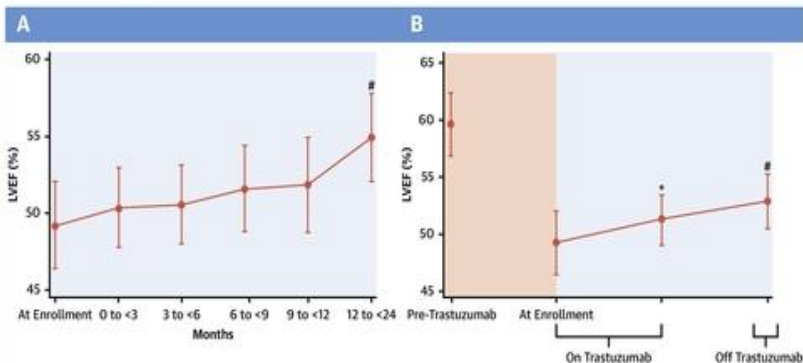 A
B
60
55
50
45
LVEF (%)
At Enrollment 0 to <3 3 to <6 6 to <9 9 to <12 12 to <24
Months
#
65
60
55
50
45
LVEF (%)
*
#
Pre-Trastuzumab At Enrollment
On Trastuzumab Off Trastuzumab